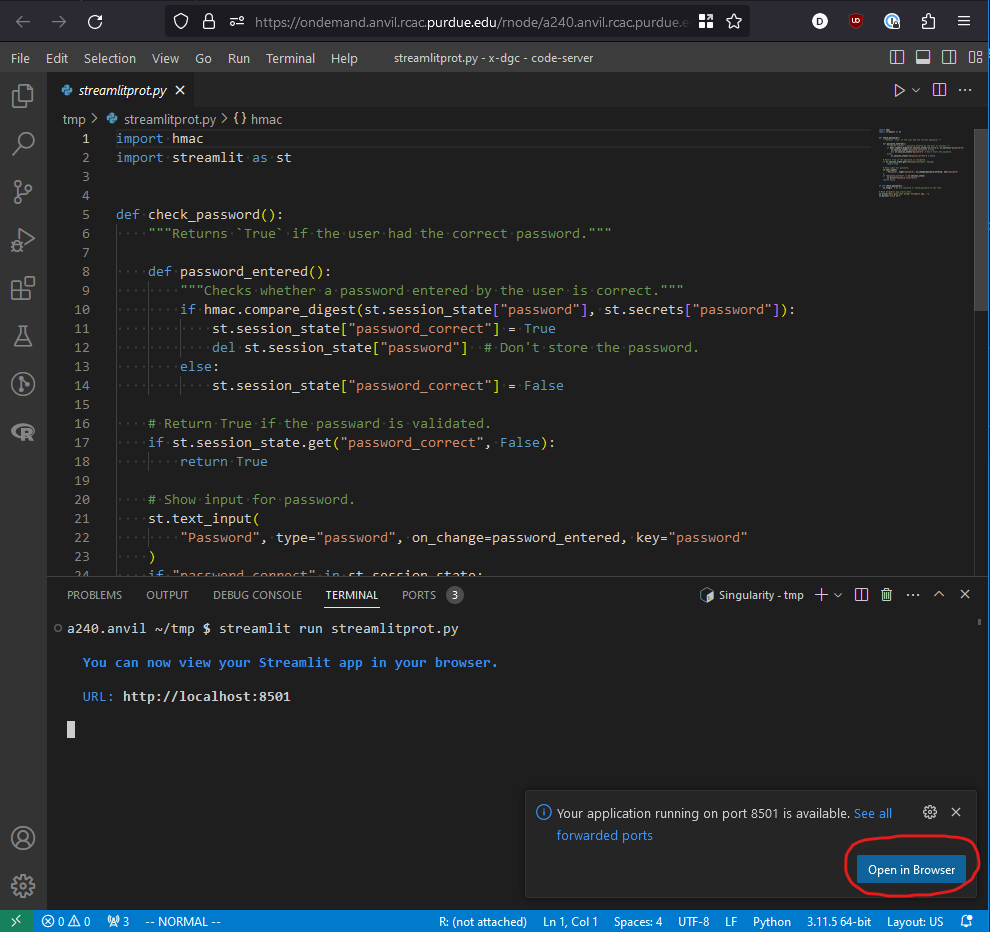 https://ondemand.anvil.rcac.purdue.edu/rnode/a240.anvil.rcac.purdue.e
File Edit Selection View Go Run Terminal Help streamlitprot.py - x-dgc - code-server
streamlitprot.py
tmp > streamlitprot.py > {} hmac
1 import hmac
2 import streamlit as st
3
4
5 def check_password():
6 """Returns `True` if the user had the correct password."""
7
8 def password_entered():
9 """Checks whether a password entered by the user is correct."""
10 if hmac.compare_digest(st.session_state["password"], st.secrets["password"]):
11 st.session_state["password_correct"] = True
12 del st.session_state["password"] # Don't store the password.
13 else:
14 st.session_state["password_correct"] = False
15
16 # Return True if the passward is validated.
17 if st.session_state.get("password_correct", False):
18 return True
19
20 # Show input for password.
21 st.text_input(
22 "Password", type="password", on_change=password_entered, key="password"
23 )
24 if "password_correct" in st.session_state:
PROBLEMS OUTPUT DEBUG CONSOLE TERMINAL PORTS 3 Singularity - tmp
a240.anvil ~/tmp $ streamlit run streamlitprot.py
You can now view your Streamlit app in your browser.
URL: http://localhost:8501
Your application running on port 8501 is available. See all
forwarded ports
Open in Browser
0 0 3 -- NORMAL -- R: (not attached) Ln 1, Col 1 Spaces: 4 UTF-8 LF Python 3.11.5 64-bit Layout: US